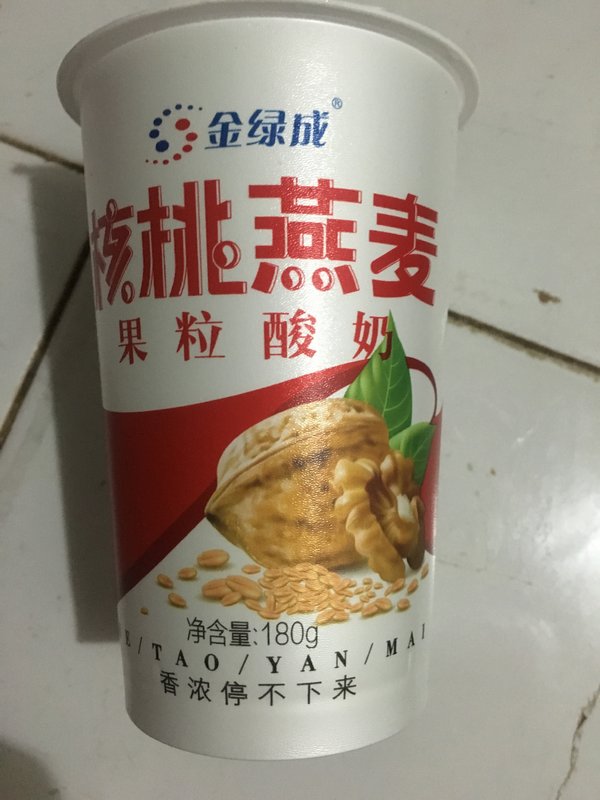 金绿成®
核桃燕麦
果粒酸奶
净含量:180g
E/TAO/YAN/MAI
香浓停不下来